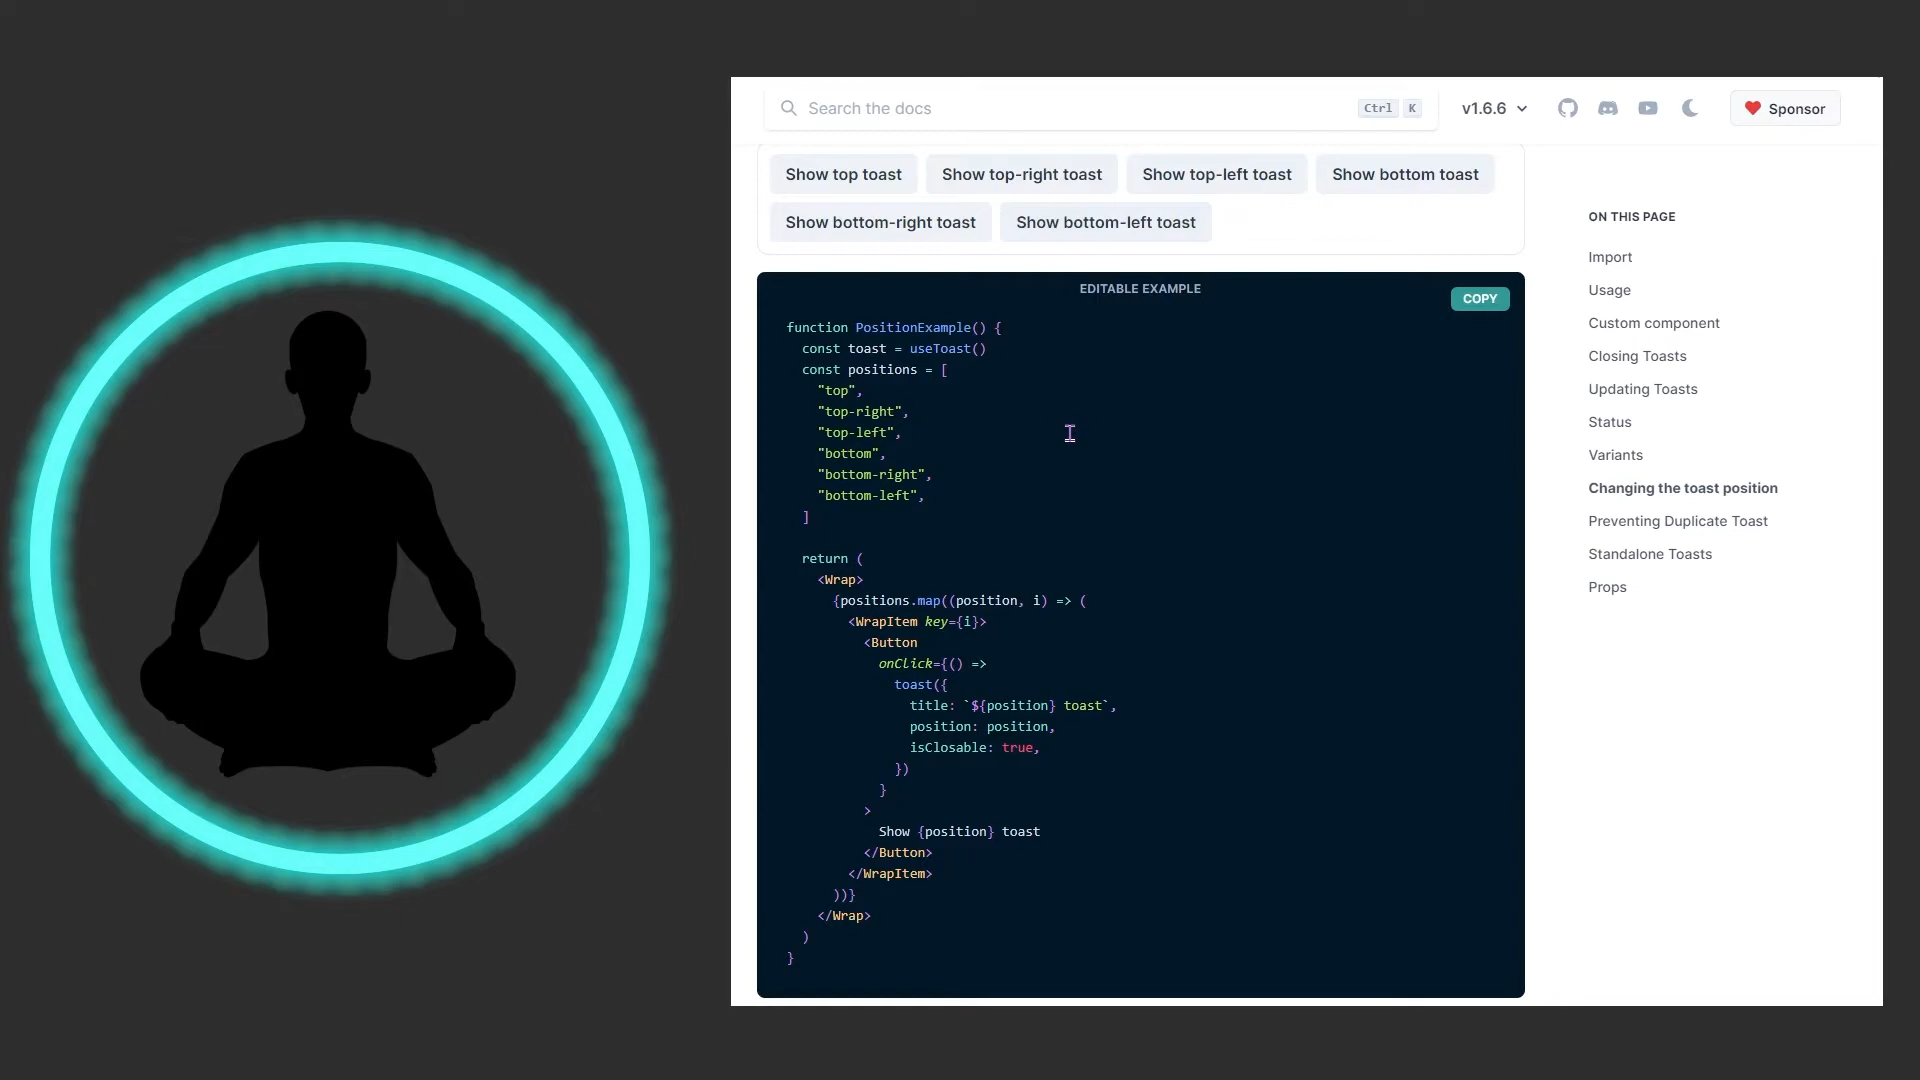 Search the docs Ctrl K v1.6.6 Sponsor
Show top toast Show top-right toast Show top-left toast Show bottom toast
Show bottom-right toast Show bottom-left toast
EDITABLE EXAMPLE
COPY
function PositionExample() {
  const toast = useToast()
  const positions = [
    "top",
    "top-right",
    "top-left",
    "bottom",
    "bottom-right",
    "bottom-left",
  ]
  return (
    <Wrap>
      {positions.map((position, i) => (
        <WrapItem key={i}>
          <Button
            onClick={() =>
              toast({
                title: `${position} toast`,
                position: position,
                isClosable: true,
              })
            }
          >
            Show {position} toast
          </Button>
        </WrapItem>
      ))}
    </Wrap>
  )
}
ON THIS PAGE
Import
Usage
Custom component
Closing Toasts
Updating Toasts
Status
Variants
Changing the toast position
Preventing Duplicate Toast
Standalone Toasts
Props